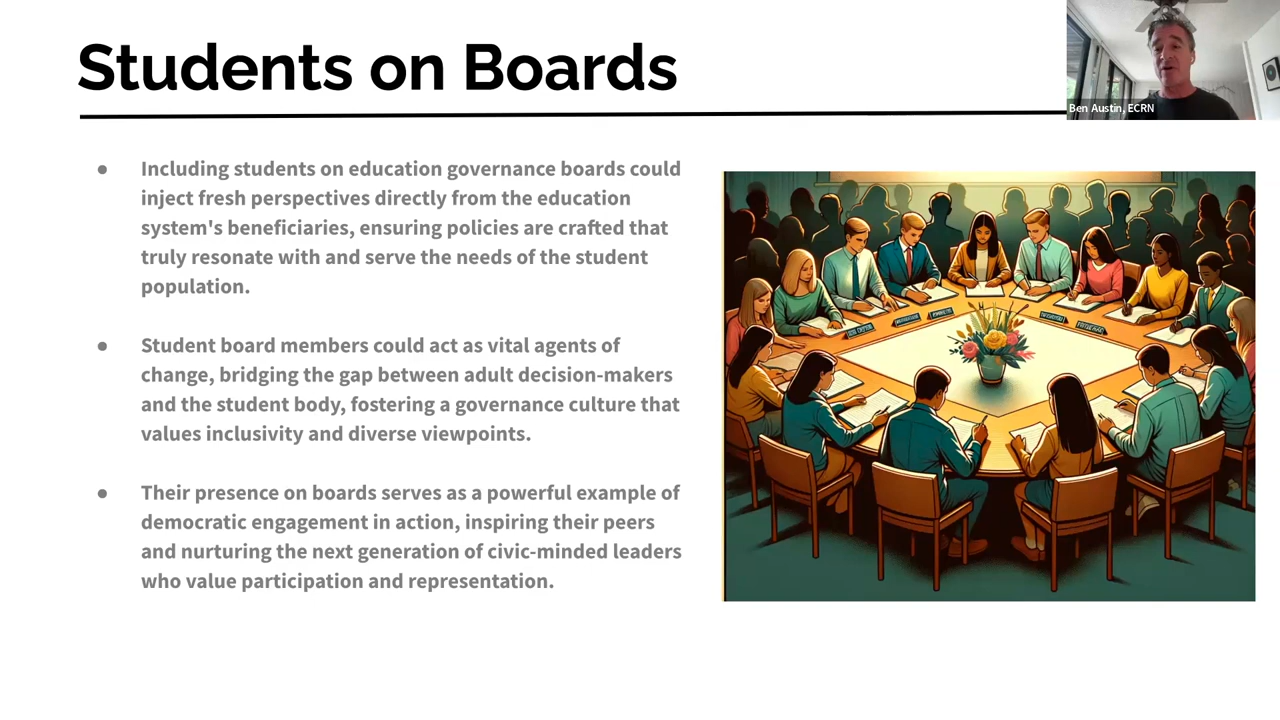 Students on Boards
Ben Austin, ECRN
● Including students on education governance boards could
inject fresh perspectives directly from the education
system's beneficiaries, ensuring policies are crafted that
truly resonate with and serve the needs of the student
population.
● Student board members could act as vital agents of
change, bridging the gap between adult decision-makers
and the student body, fostering a governance culture that
values inclusivity and diverse viewpoints.
● Their presence on boards serves as a powerful example of
democratic engagement in action, inspiring their peers
and nurturing the next generation of civic-minded leaders
who value participation and representation.